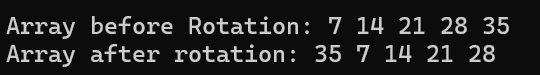 Array before Rotation: 7 14 21 28 35
Array after rotation: 35 7 14 21 28